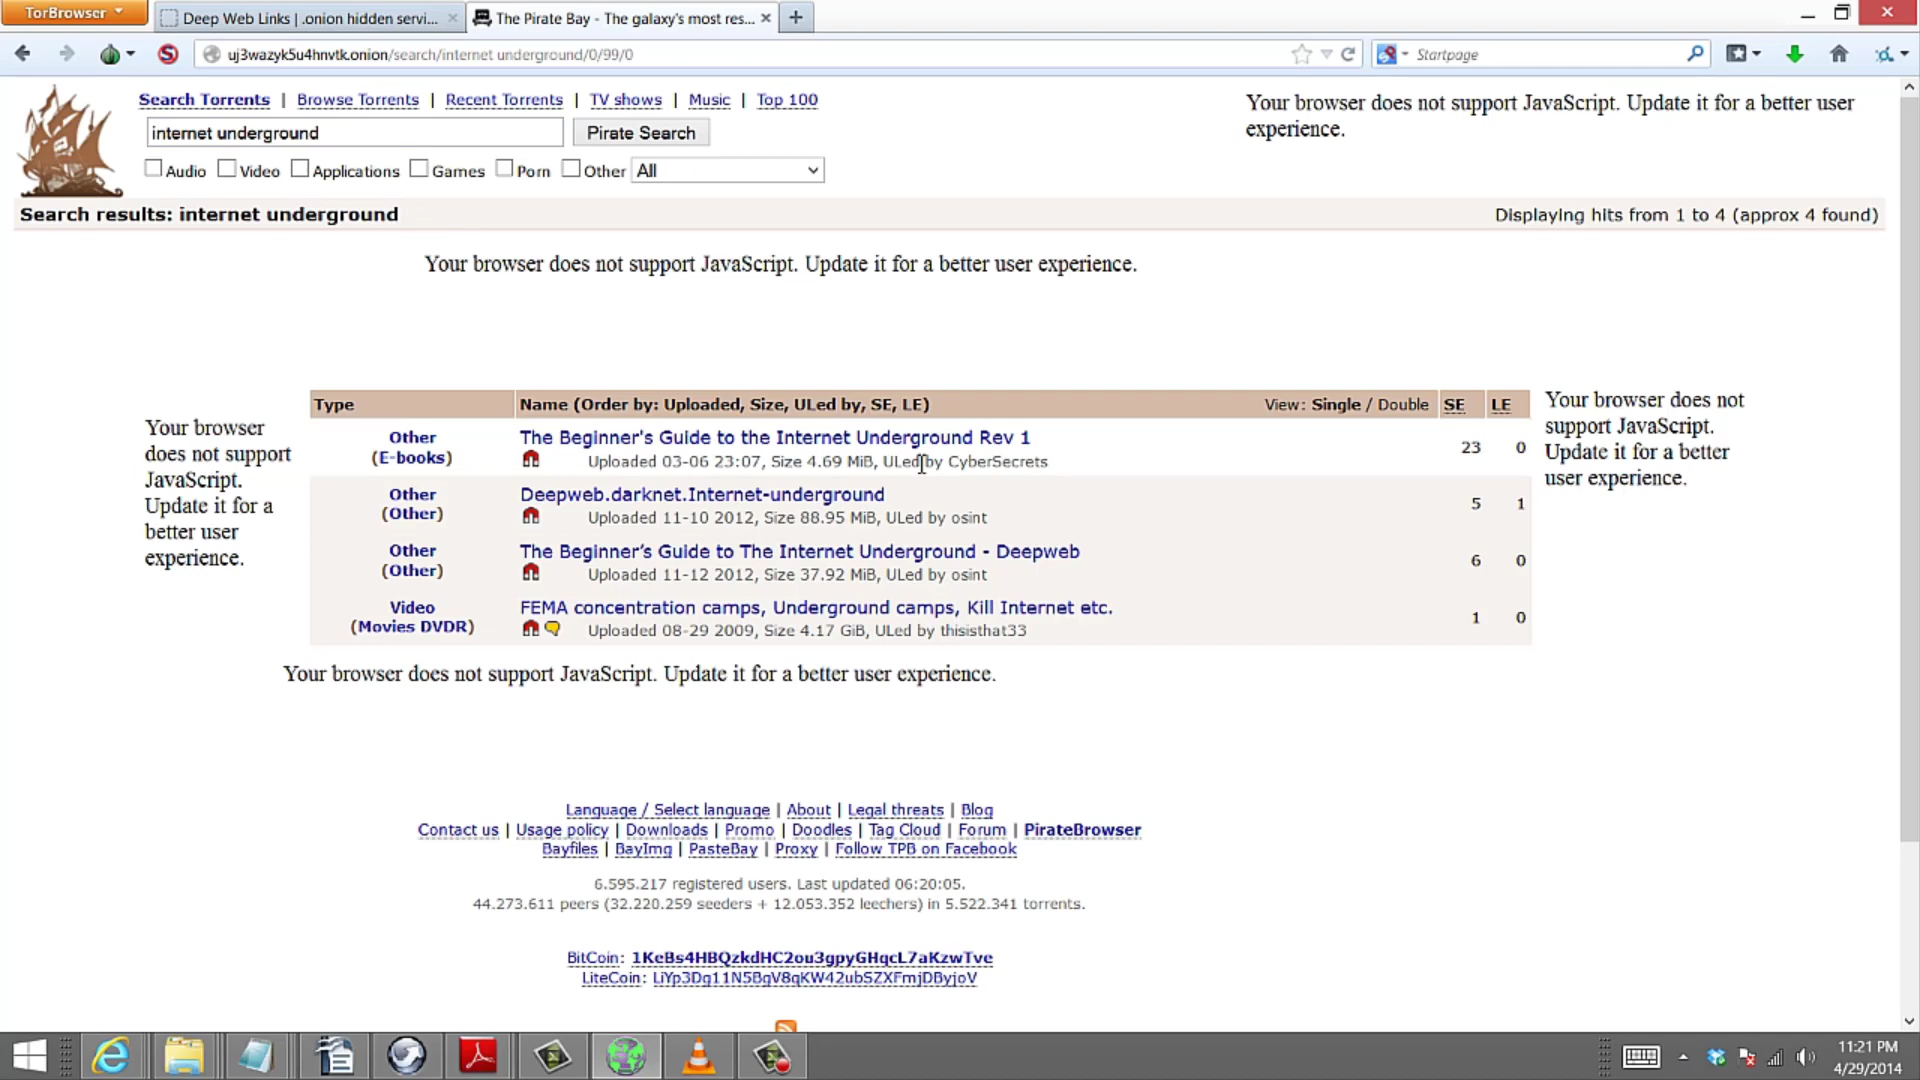 TorBrowser
Deep Web Links | .onion hidden servi...
The Pirate Bay - The galaxy's most res...
uj3wazyk5u4hnvtk.onion/search/internet underground/0/99/0
Startpage
Search Torrents | Browse Torrents | Recent Torrents | TV shows | Music | Top 100
internet underground
Pirate Search
Audio Video Applications Games Porn Other All
Your browser does not support JavaScript. Update it for a better user
experience.
Search results: internet underground
Displaying hits from 1 to 4 (approx 4 found)
Your browser does not support JavaScript. Update it for a better user experience.
Your browser
does not support
JavaScript.
Update it for a
better user
experience.
Type Name (Order by: Uploaded, Size, ULed by, SE, LE) View: Single / Double SE LE
Other
(E-books)
The Beginner's Guide to the Internet Underground Rev 1
Uploaded 03-06 23:07, Size 4.69 MiB, ULed by CyberSecrets
23 0
Other
(Other)
Deepweb.darknet.Internet-underground
Uploaded 11-10 2012, Size 88.95 MiB, ULed by osint
5 1
Other
(Other)
The Beginner’s Guide to The Internet Underground - Deepweb
Uploaded 11-12 2012, Size 37.92 MiB, ULed by osint
6 0
Video
(Movies DVDR)
FEMA concentration camps, Underground camps, Kill Internet etc.
Uploaded 08-29 2009, Size 4.17 GiB, ULed by thisisthat33
1 0
Your browser does not
support JavaScript.
Update it for a better
user experience.
Your browser does not support JavaScript. Update it for a better user experience.
Language / Select language | About | Legal threats | Blog
Contact us | Usage policy | Downloads | Promo | Doodles | Tag Cloud | Forum | PirateBrowser
Bayfiles | BayImg | PasteBay | Proxy | Follow TPB on Facebook
6.595.217 registered users. Last updated 06:20:05.
44.273.611 peers (32.220.259 seeders + 12.053.352 leechers) in 5.522.341 torrents.
BitCoin: 1KeBs4HBQzkdHC2ou3gpyGHqcL7aKzwTve
LiteCoin: LiYp3Dg11N5BgV8qKW42ubSZXFmjDByjoV
11:21 PM
4/29/2014